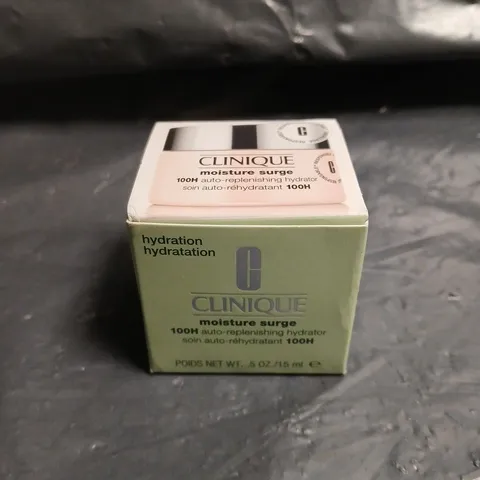 CLINIQUE
moisture surge
100H auto-replenishing hydrator
soin auto-réhydratant 100H
hydration
hydratation
C
CLINIQUE
moisture surge
100H auto-replenishing hydrator
soin auto-réhydratant 100H
POIDS NET WT. .5 OZ./15 ml ℮